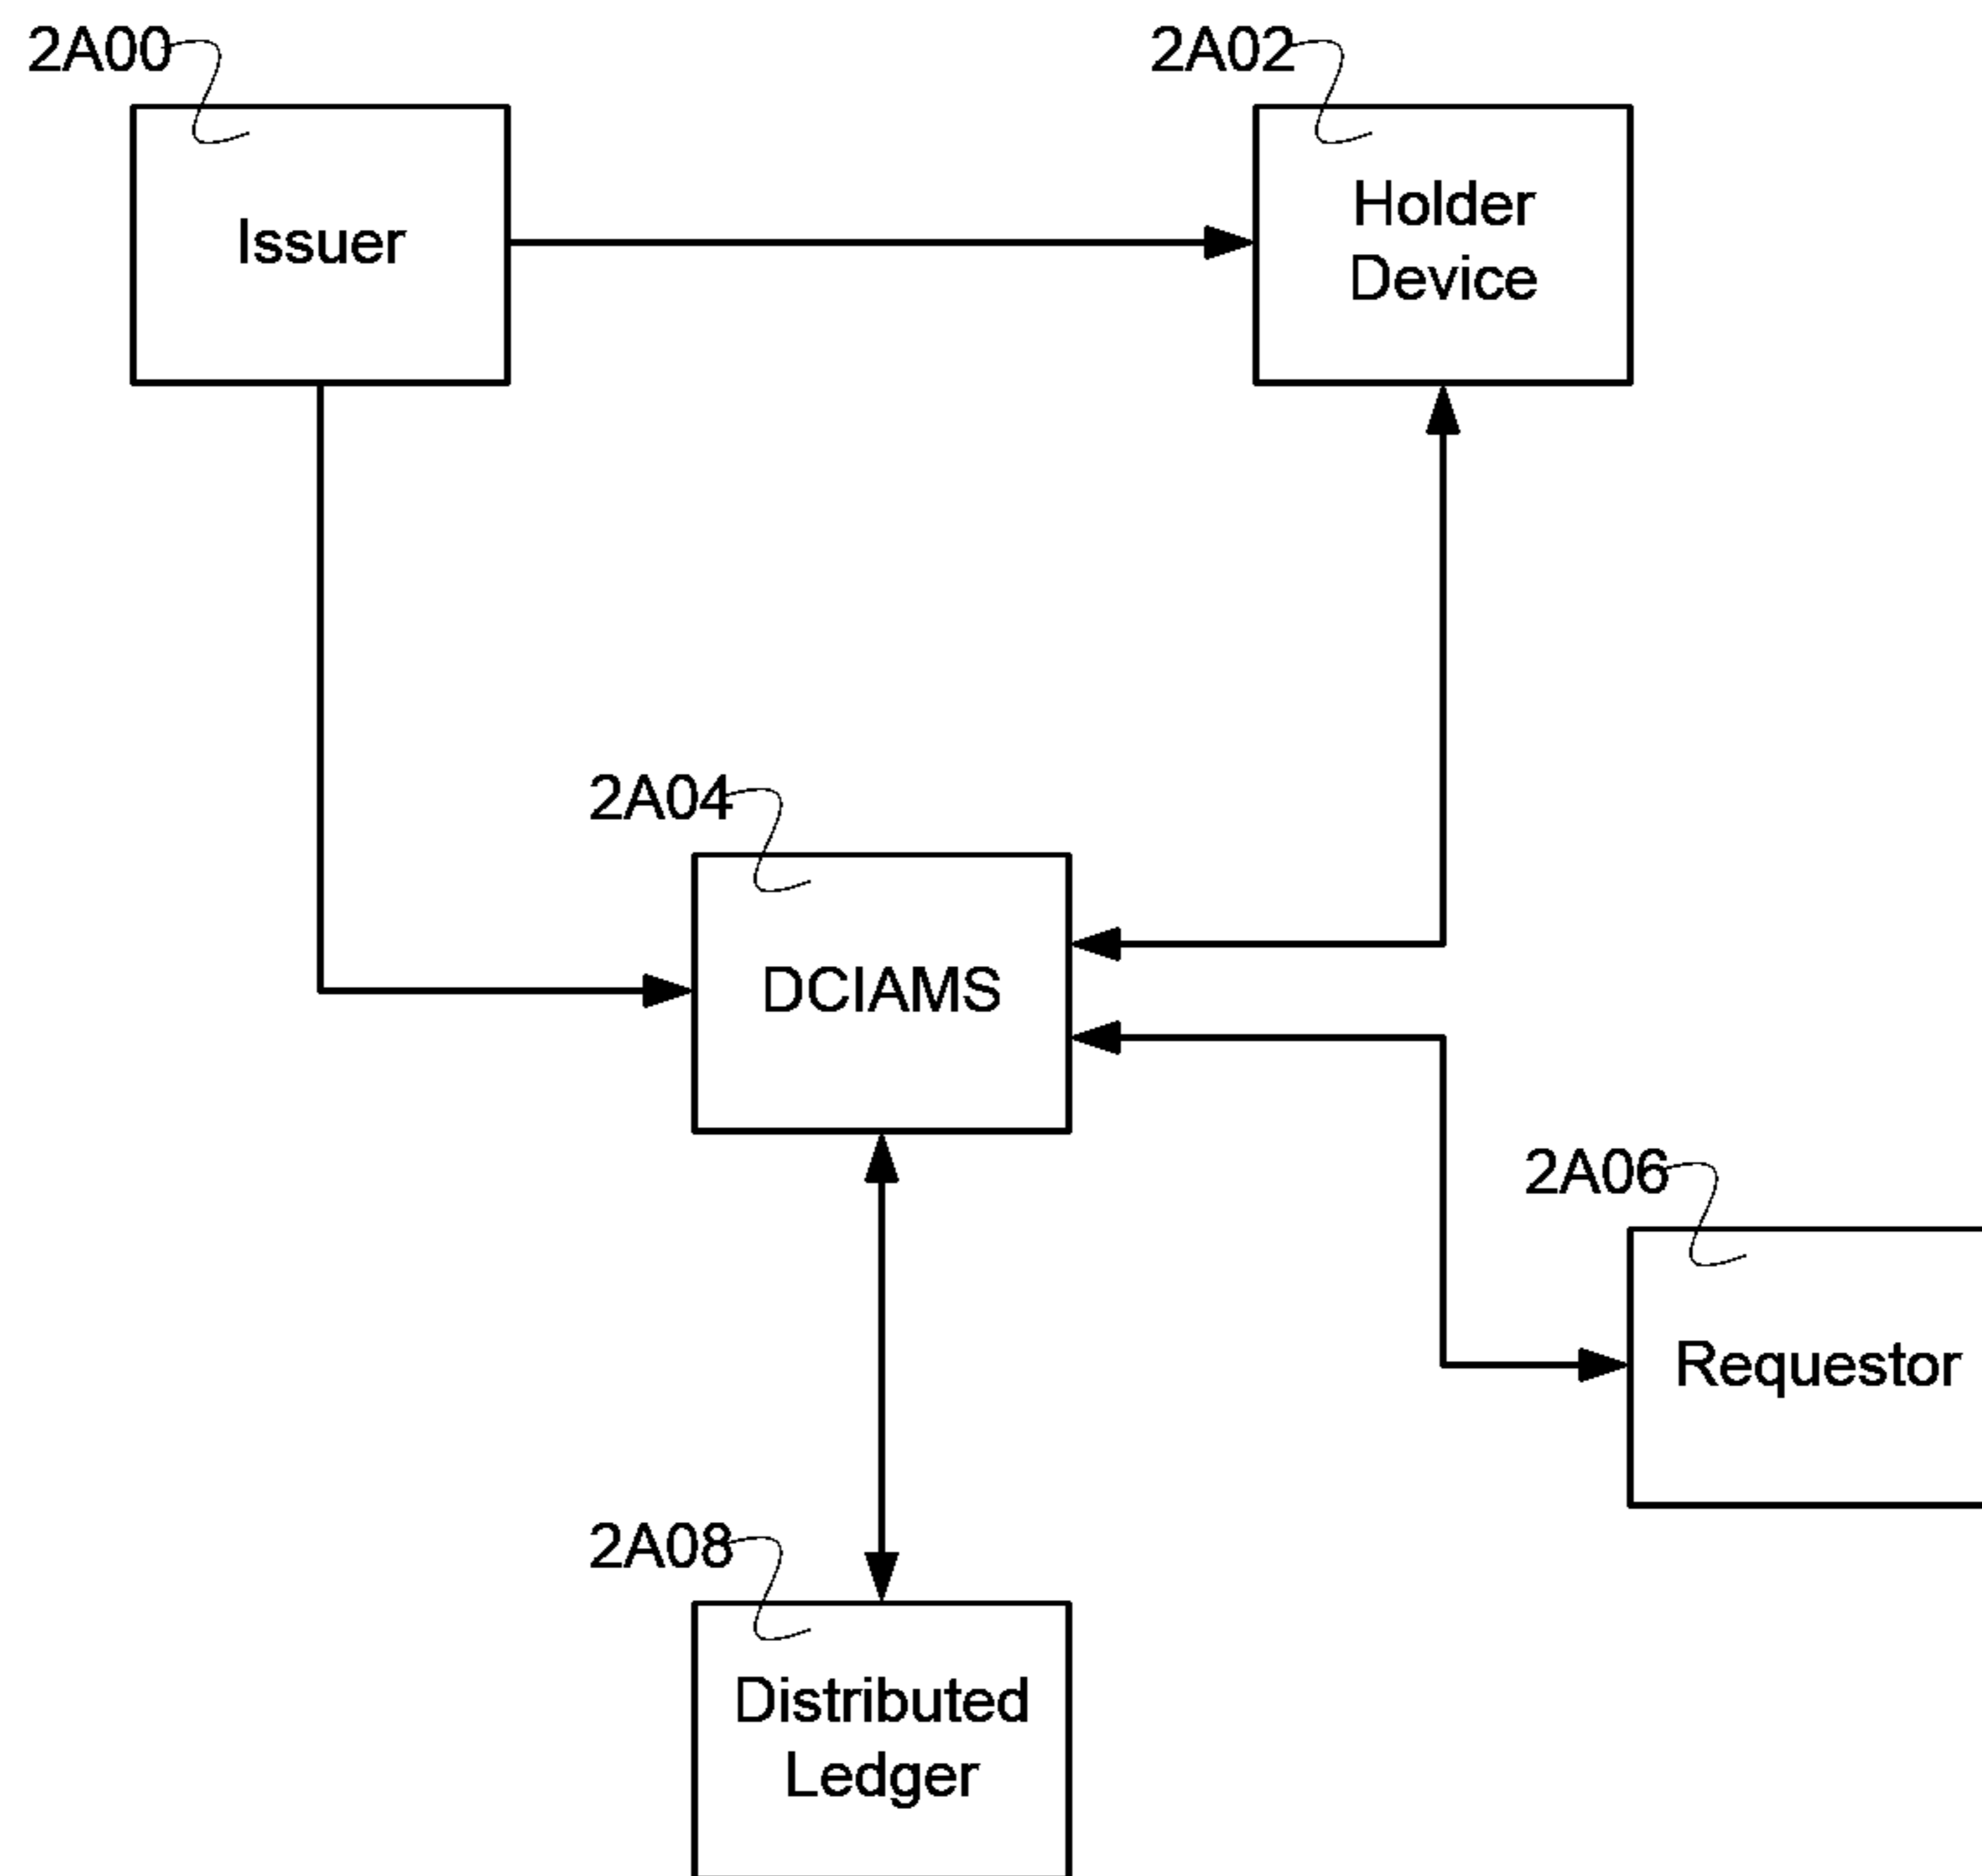 2A00
2A02
Issuer
Holder
Device
2A04
DCIAMS
2A06
Requestor
2A08
Distributed
Ledger